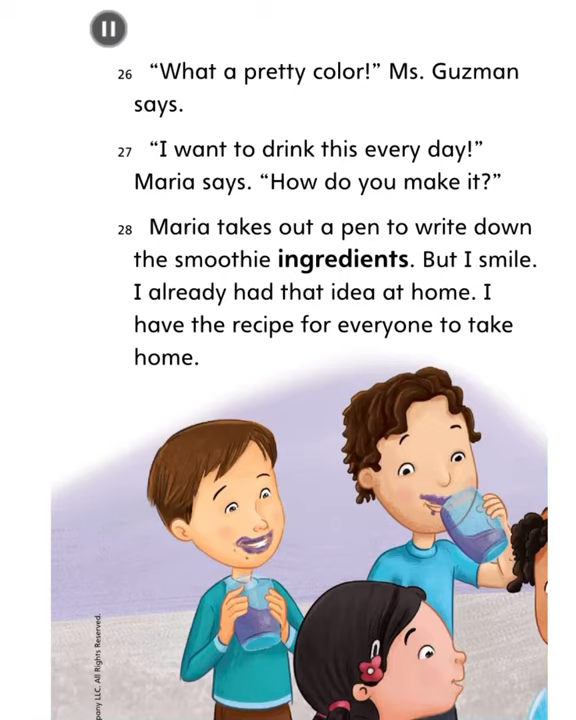 26 “What a pretty color!” Ms. Guzman
says.
27 “I want to drink this every day!”
Maria says. “How do you make it?”
28 Maria takes out a pen to write down
the smoothie ingredients. But I smile.
I already had that idea at home. I
have the recipe for everyone to take
home.
pany LLC. All Rights Reserved.